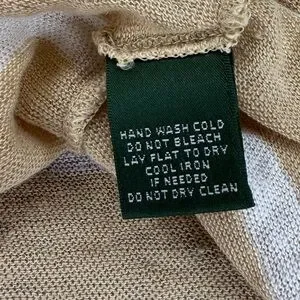 HAND WASH COLD
DO NOT BLEACH
LAY FLAT TO DRY
COOL IRON
IF NEEDED
DO NOT DRY CLEAN